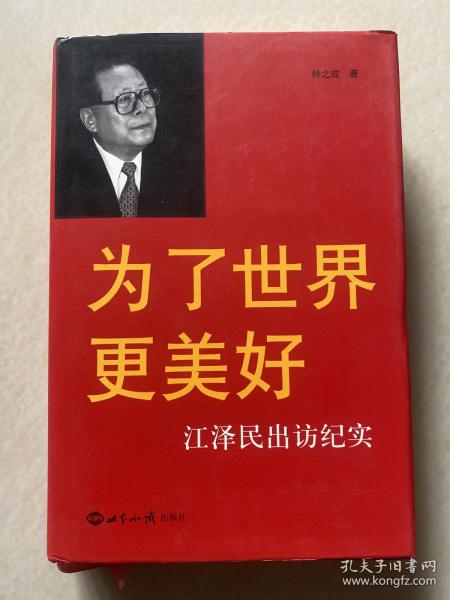 钟之成 著
为了世界
更美好
江泽民出访纪实
世界知识出版社
孔夫子旧书网
www.kongfz.com